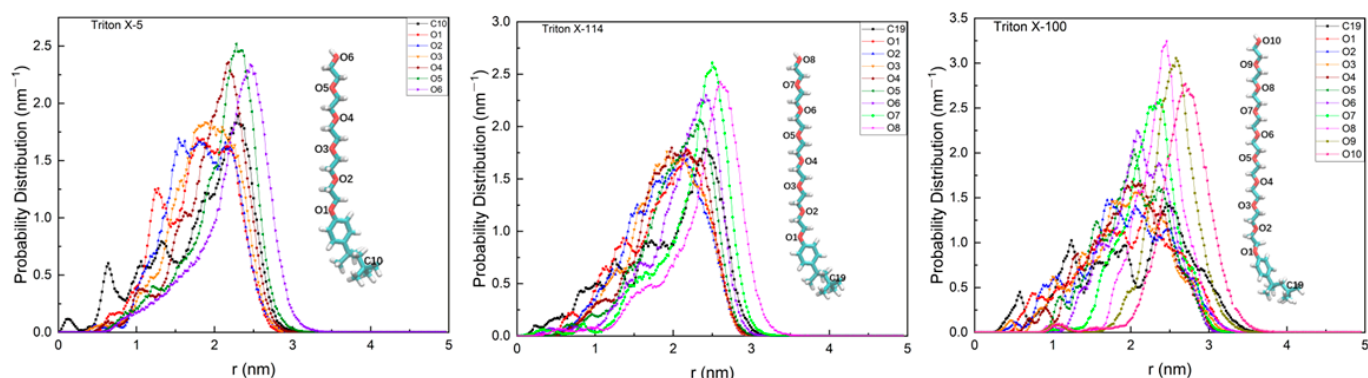 Triton X-5
C10
O1
O2
O3
O4
O5
O6
O6
O5
O4
O3
O2
O1
C10
Probability Distribution (nm⁻¹)
2.5
2.0
1.5
1.0
0.5
0.0
0 1 2 3 4 5
r (nm)
Triton X-114
C19
O1
O2
O3
O4
O5
O6
O7
O8
O8
O7
O6
O5
O4
O3
O2
O1
C19
Probability Distribution (nm⁻¹)
3.0
2.5
2.0
1.5
1.0
0.5
0.0
0 1 2 3 4 5
r (nm)
Triton X-100
C19
O1
O2
O3
O4
O5
O6
O7
O8
O9
O10
O10
O9
O8
O7
O6
O5
O4
O3
O2
O1
C19
Probability Distribution (nm⁻¹)
3.5
3.0
2.5
2.0
1.5
1.0
0.5
0.0
0 1 2 3 4 5
r (nm)